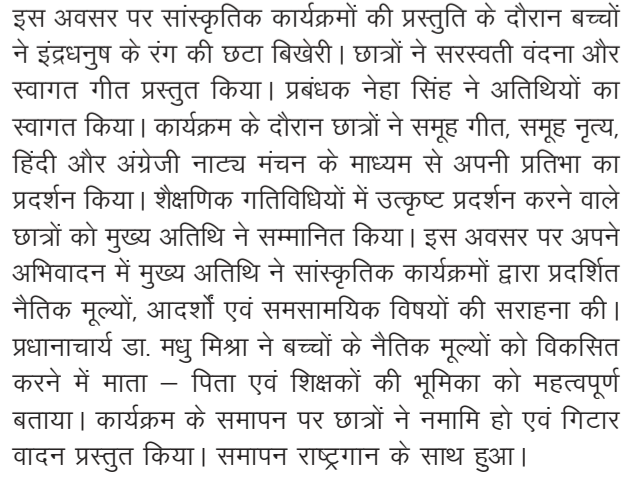 इस अवसर पर सांस्कृतिक कार्यक्रमों की प्रस्तुति के दौरान बच्चों
ने इंद्रधनुष के रंग की छटा बिखेरी। छात्रों ने सरस्वती वंदना और
स्वागत गीत प्रस्तुत किया। प्रबंधक नेहा सिंह ने अतिथियों का
स्वागत किया। कार्यक्रम के दौरान छात्रों ने समूह गीत, समूह नृत्य,
हिंदी और अंग्रेजी नाट्य मंचन के माध्यम से अपनी प्रतिभा का
प्रदर्शन किया। शैक्षणिक गतिविधियों में उत्कृष्ट प्रदर्शन करने वाले
छात्रों को मुख्य अतिथि ने सम्मानित किया। इस अवसर पर अपने
अभिवादन में मुख्य अतिथि ने सांस्कृतिक कार्यक्रमों द्वारा प्रदर्शित
नैतिक मूल्यों, आदर्शों एवं समसामयिक विषयों की सराहना की।
प्रधानाचार्य डा. मधु मिश्रा ने बच्चों के नैतिक मूल्यों को विकसित
करने में माता – पिता एवं शिक्षकों की भूमिका को महत्वपूर्ण
बताया। कार्यक्रम के समापन पर छात्रों ने नमामि हो एवं गिटार
वादन प्रस्तुत किया। समापन राष्ट्रगान के साथ हुआ।